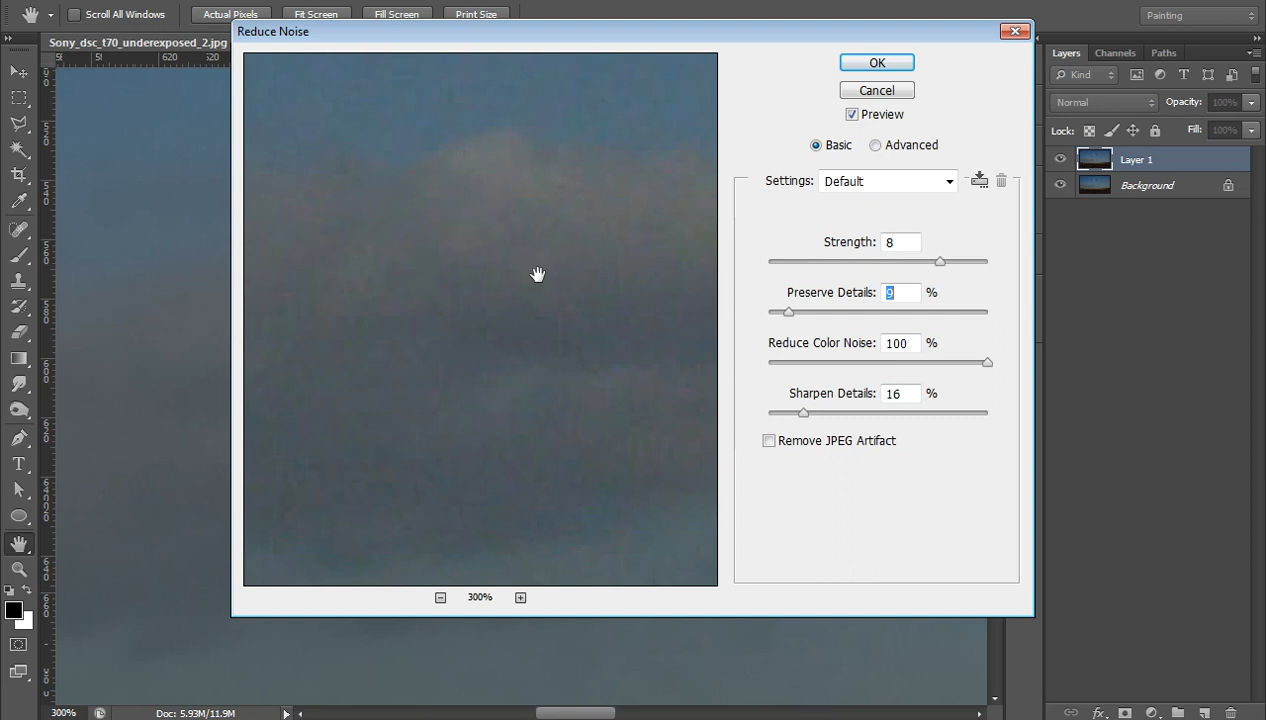 Scroll All Windows
Actual Pixels
Fit Screen
Fill Screen
Print Size
Painting
Sony_dsc_t70_underexposed_2.jpg
Reduce Noise
OK
Cancel
Preview
Basic
Advanced
Settings: Default
Strength: 8
Preserve Details: 9 %
Reduce Color Noise: 100 %
Sharpen Details: 16 %
Remove JPEG Artifact
300%
Layers
Channels
Paths
Kind
Normal
Opacity: 100%
Lock:
Fill: 100%
Layer 1
Background
300%
Doc: 5.93M/11.9M